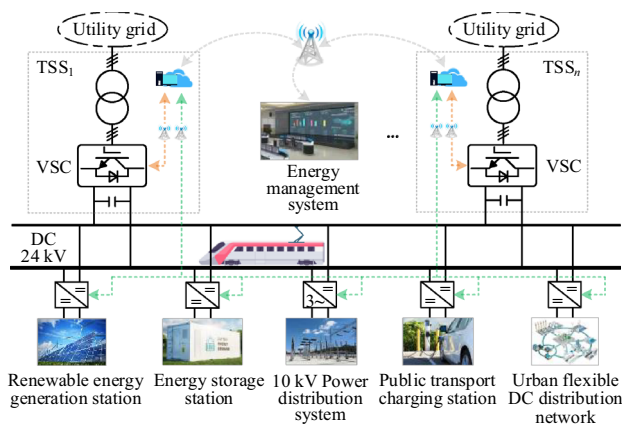 Utility grid
Utility grid
TSS1
TSSn
VSC
VSC
...
Energy
management
system
DC
24 kV
3~
Renewable energy
generation station
Energy storage
station
10 kV Power
distribution
system
Public transport
charging station
Urban flexible
DC distribution
network